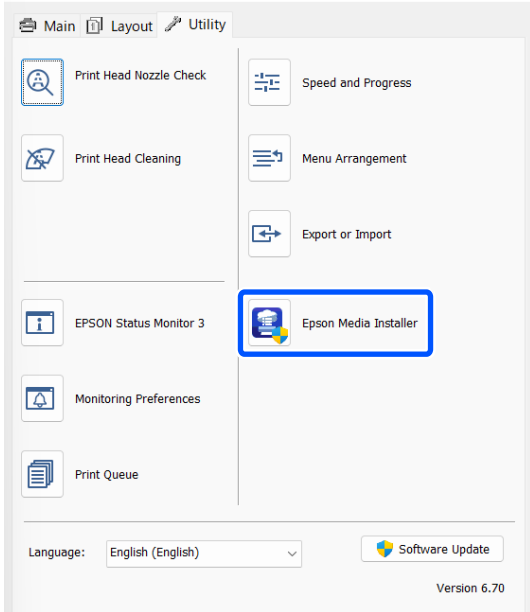 Main
Layout
Utility
Print Head Nozzle Check
Print Head Cleaning
EPSON Status Monitor 3
Monitoring Preferences
Print Queue
Speed and Progress
Menu Arrangement
Export or Import
Epson Media Installer
Language:
English (English)
Software Update
Version 6.70